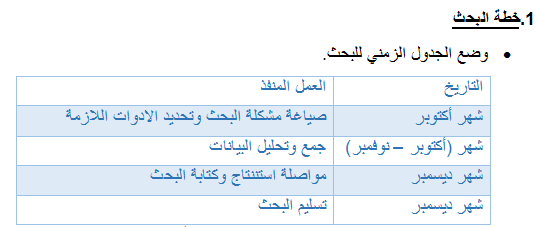 1.خطة البحث
• وضع الجدول الزمني للبحث.
التاريخ العمل المنفذ
شهر أكتوبر صياغة مشكلة البحث وتحديد الادوات اللازمة
شهر (أكتوبر – نوفمبر) جمع وتحليل البيانات
شهر ديسمبر مواصلة استنتاج وكتابة البحث
شهر ديسمبر تسليم البحث